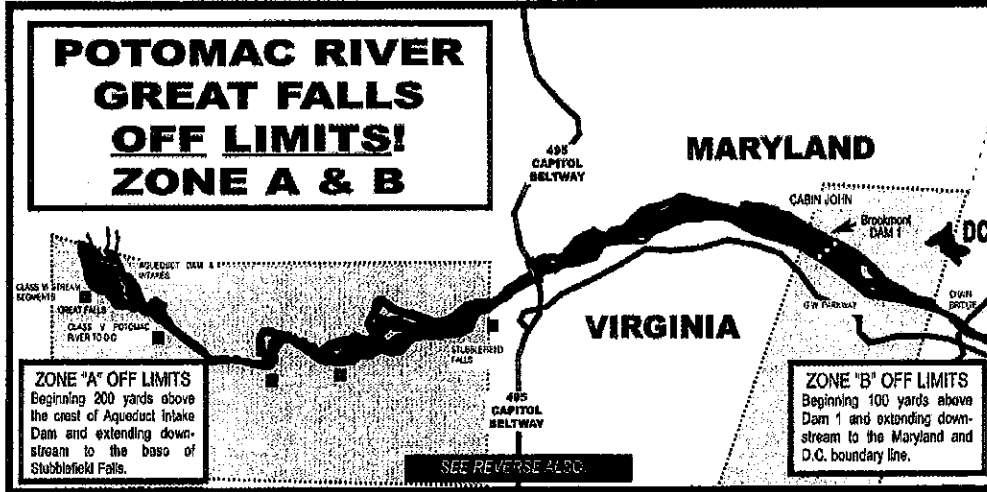 POTOMAC RIVER
GREAT FALLS
OFF LIMITS!
ZONE A & B
495
CAPITOL
BELTWAY
MARYLAND
CABIN JOHN
Brookmont
DAM 1
DC
AQUEDUCT DAM &
INTAKES
CLASS VI STREAM
SEGMENTS
GREAT FALLS
CLASS V POTOMAC
RIVER TO DC
STUBBLEFIELD
FALLS
G W PARKWAY
CHAIN
BRIDGE
VIRGINIA
495
CAPITOL
BELTWAY
ZONE "A" OFF LIMITS
Beginning 200 yards above
the crest of Aqueduct Intake
Dam and extending down-
stream to the base of
Stubblefield Falls.
ZONE "B" OFF LIMITS
Beginning 100 yards above
Dam 1 and extending down-
stream to the Maryland and
D.C. boundary line.
SEE REVERSE ALSO.